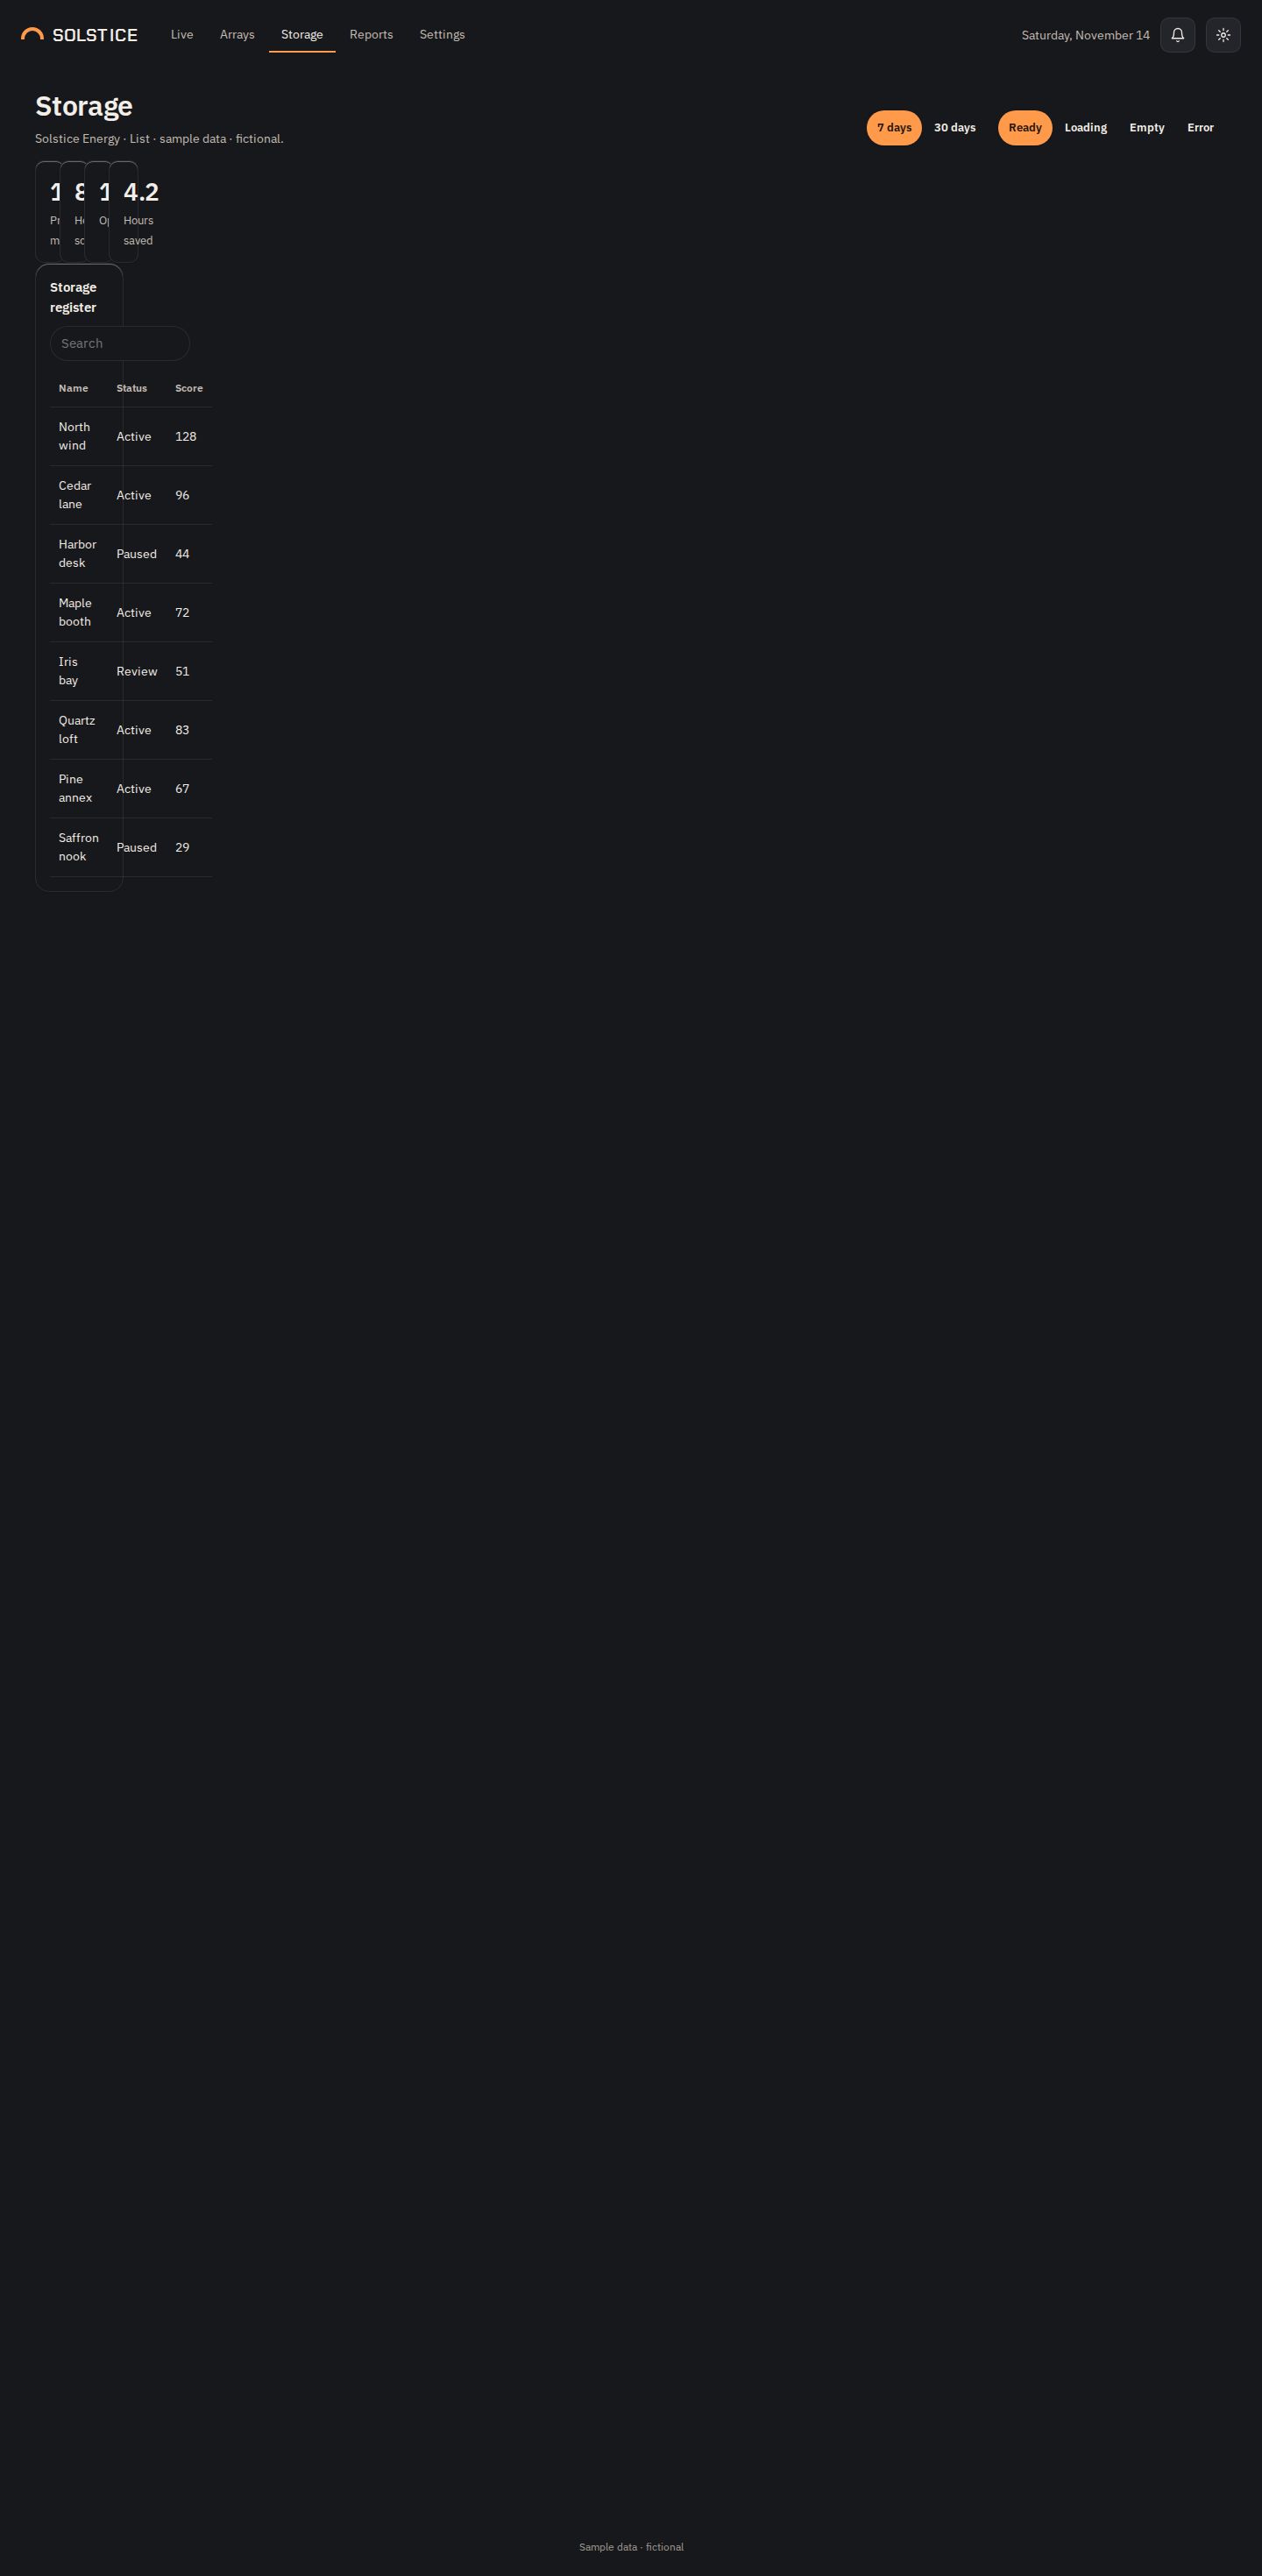 SOLSTICE
Live
Arrays
Storage
Reports
Settings
Saturday, November 14
Storage
Solstice Energy · List · sample data · fictional.
7 days
30 days
Ready
Loading
Empty
Error
4.2
Hours
saved
Storage
register
Search
Name Status Score
North
wind
Active 128
Cedar
lane
Active 96
Harbor
desk
Paused 44
Maple
booth
Active 72
Iris
bay
Review 51
Quartz
loft
Active 83
Pine
annex
Active 67
Saffron
nook
Paused 29
Sample data · fictional